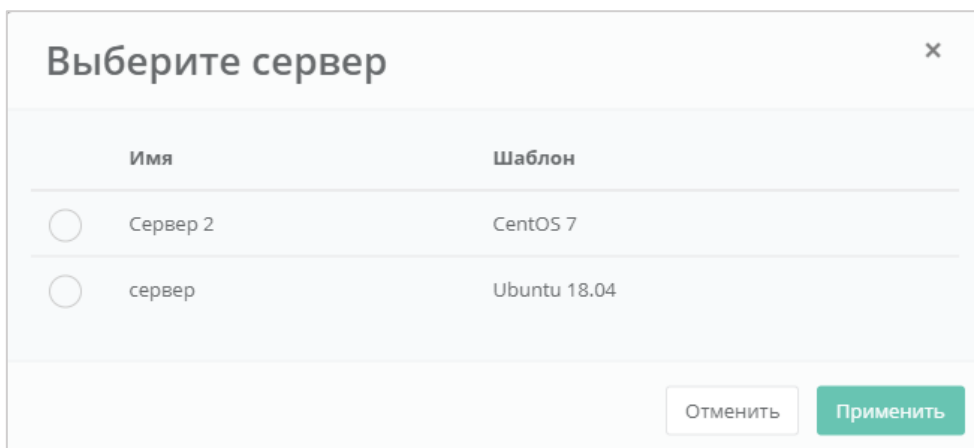 Выберите сервер ×
Имя Шаблон
Сервер 2 CentOS 7
сервер Ubuntu 18.04
Отменить Применить